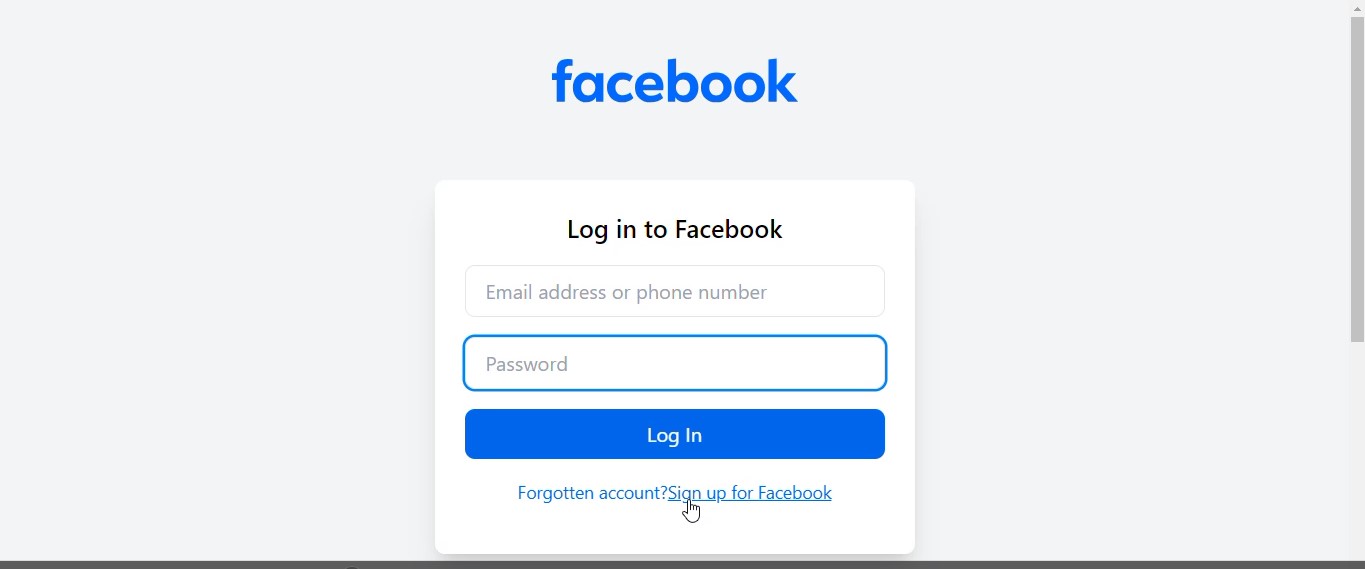 facebook
Log in to Facebook
Email address or phone number
Password
Log In
Forgotten account?Sign up for Facebook